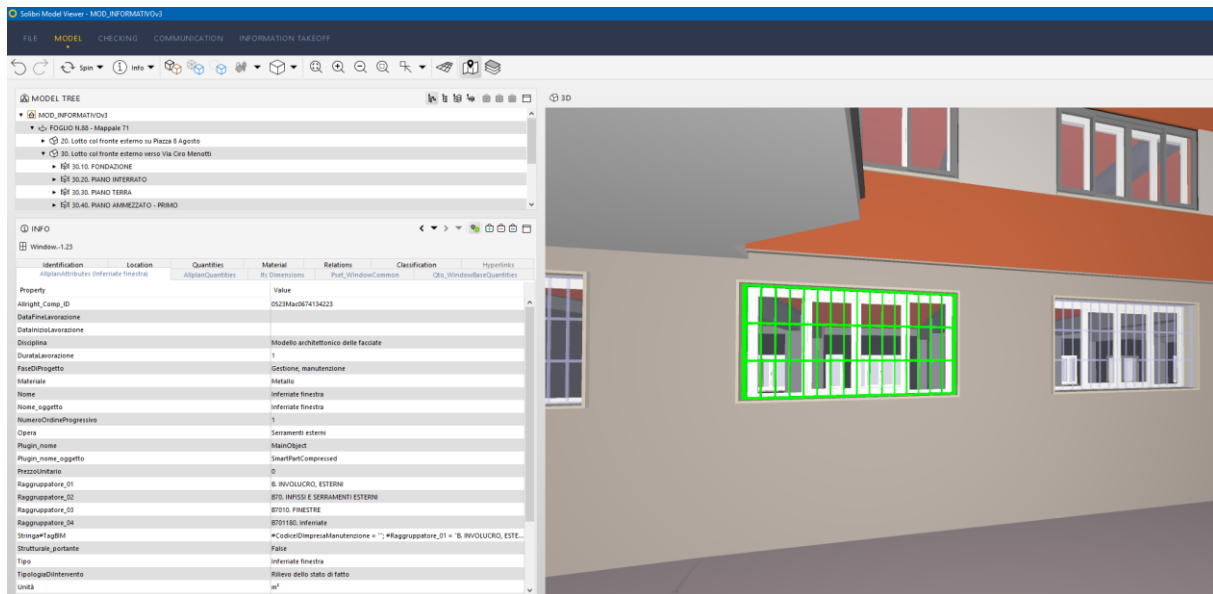 Solibri Model Viewer - MOD_INFORMATIVOv3
FILE MODEL CHECKING COMMUNICATION INFORMATION TAKEOFF
Spin Info
MODEL TREE
MOD_INFORMATIVOv3
FOGLIO N.88 - Mappale 71
20. Lotto col fronte esterno su Piazza 8 Agosto
30. Lotto col fronte esterno verso Via Ciro Menotti
30.10. FONDAZIONE
30.20. PIANO INTERRATO
30.30. PIANO TERRA
30.40. PIANO AMMEZZATO - PRIMO
INFO
Window.-1.23
Identification Location Quantities Material Relations Classification Hyperlinks
AllplanAttributes (Inferriate finestra) AllplanQuantities Ifc Dimensions Pset_WindowCommon Qto_WindowBaseQuantities
Property Value
Allright_Comp_ID 0523Mac0674134223
DataFineLavorazione
DataInizioLavorazione
Disciplina Modello architettonico delle facciate
DurataLavorazione 1
FaseDiProgetto Gestione, manutenzione
Materiale Metallo
Nome Inferriate finestra
Nome_oggetto Inferriate finestra
NumeroOrdineProgressivo 1
Opera Serramenti esterni
Plugin_nome MainObject
Plugin_nome_oggetto SmartPartCompressed
PrezzoUnitario 0
Raggruppatore_01 B. INVOLUCRO, ESTERNI
Raggruppatore_02 B70. INFISSI E SERRAMENTI ESTERNI
Raggruppatore_03 B7010. FINESTRE
Raggruppatore_04 B701180. Inferriate
Stringa#TagBIM #CodiceIDImpresaManutenzione = ''; #Raggruppatore_01 = 'B. INVOLUCRO, ESTE...
Strutturale_portante False
Tipo Inferriate finestra
TipologiaDiIntervento Rilievo dello stato di fatto
Unità m²
3D